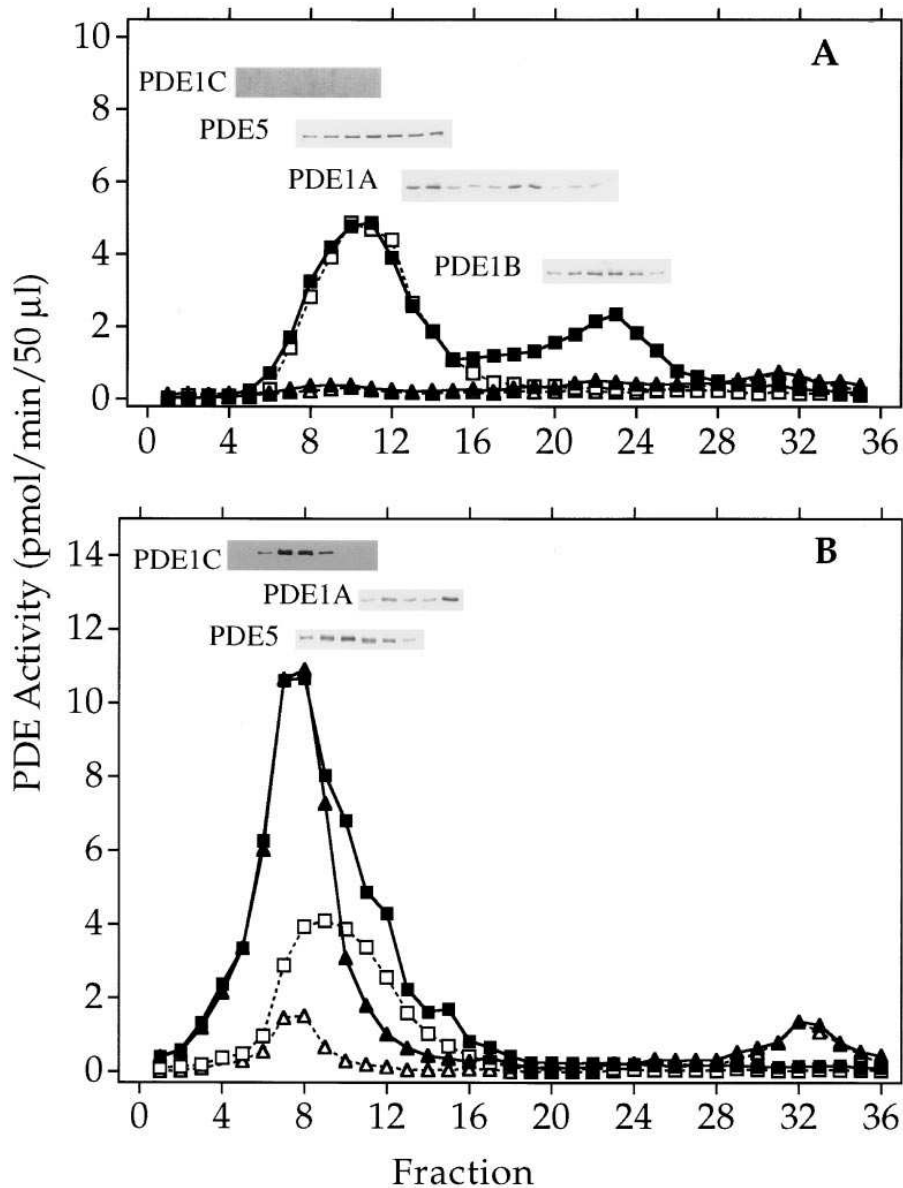 PDE Activity (pmol/min/50 µl)
A
10
8
6
4
2
0
PDE1C
PDE5
PDE1A
PDE1B
0 4 8 12 16 20 24 28 32 36
B
14
12
10
8
6
4
2
0
PDE1C
PDE1A
PDE5
0 4 8 12 16 20 24 28 32 36
Fraction